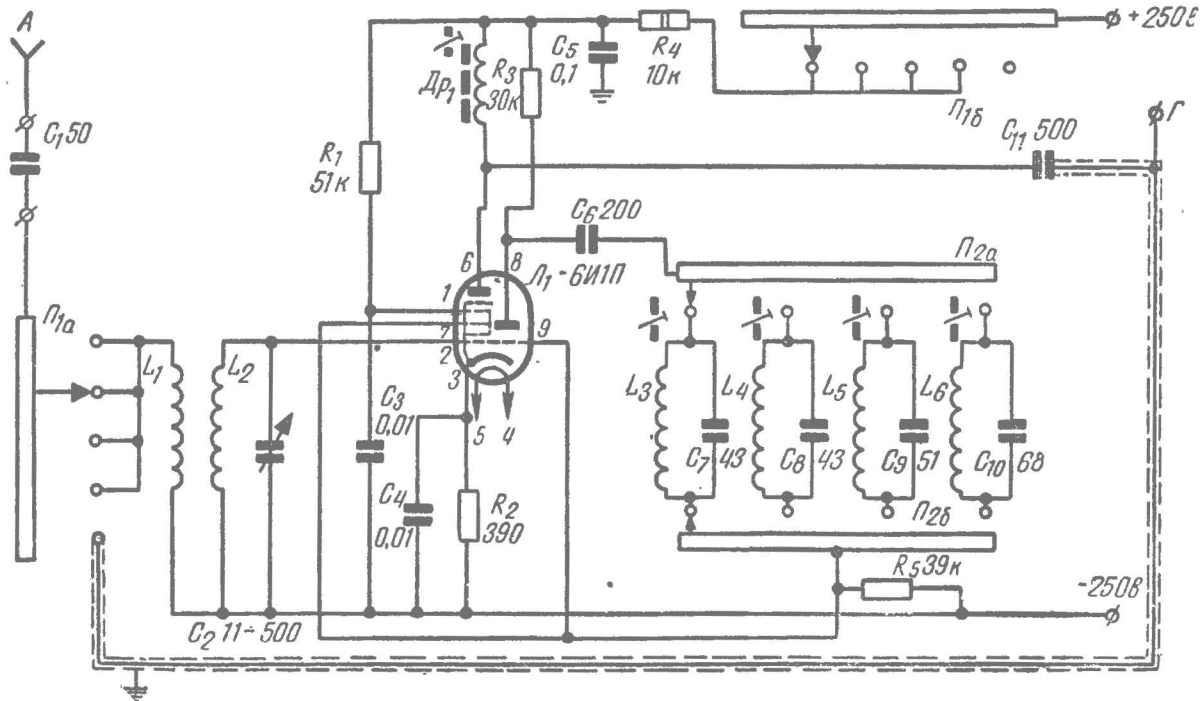 А
+250В
C5
0,1
R4
10к
Др1
R3
30к
П1б
Г
C1 50
C11 500
R1
51к
C6 200
6
8
Л1-6И1П
П2а
1
7
9
2
3
П1а
L1
L2
L3
L4
L5
L6
5
4
C3
0,01
C7 43
C8 43
C9 51
C10 68
C4
0,01
R2
390
П2б
R5 39к
-250В
C2 11÷500